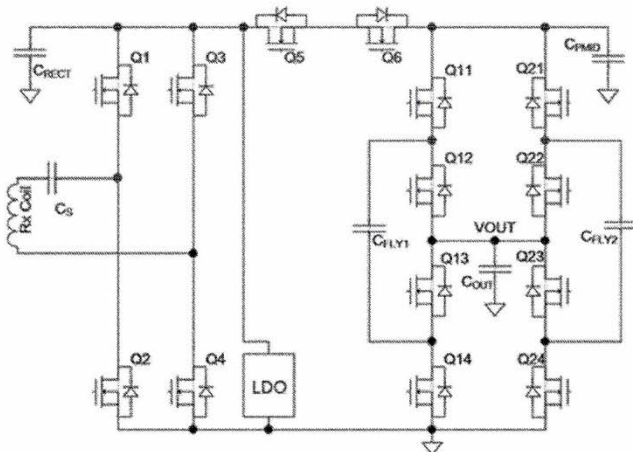 Q1
Q3
Q5
Q6
CRECT
CPMID
Q11
Q21
Q12
Q22
Rx Coil
CS
CFLY1
VOUT
CFLY2
Q13
COUT
Q23
Q2
Q4
LDO
Q14
Q24